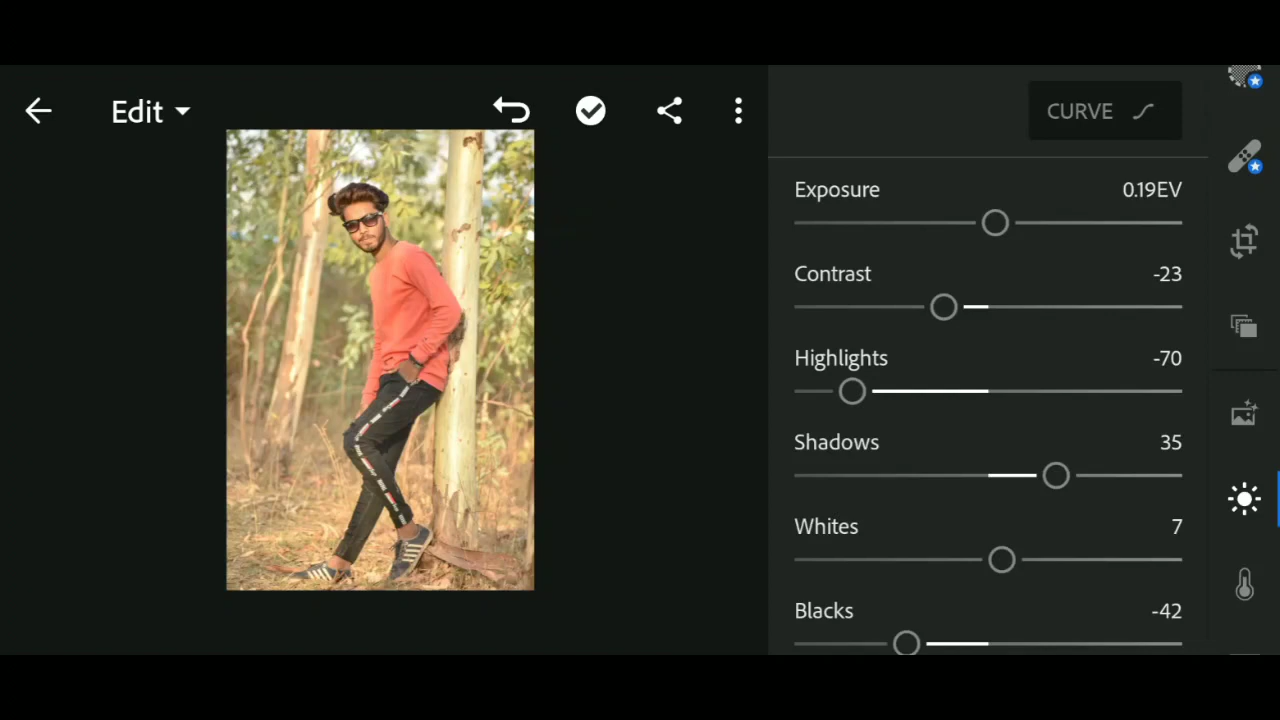 Edit
CURVE
Exposure 0.19EV
Contrast -23
Highlights -70
Shadows 35
Whites 7
Blacks -42